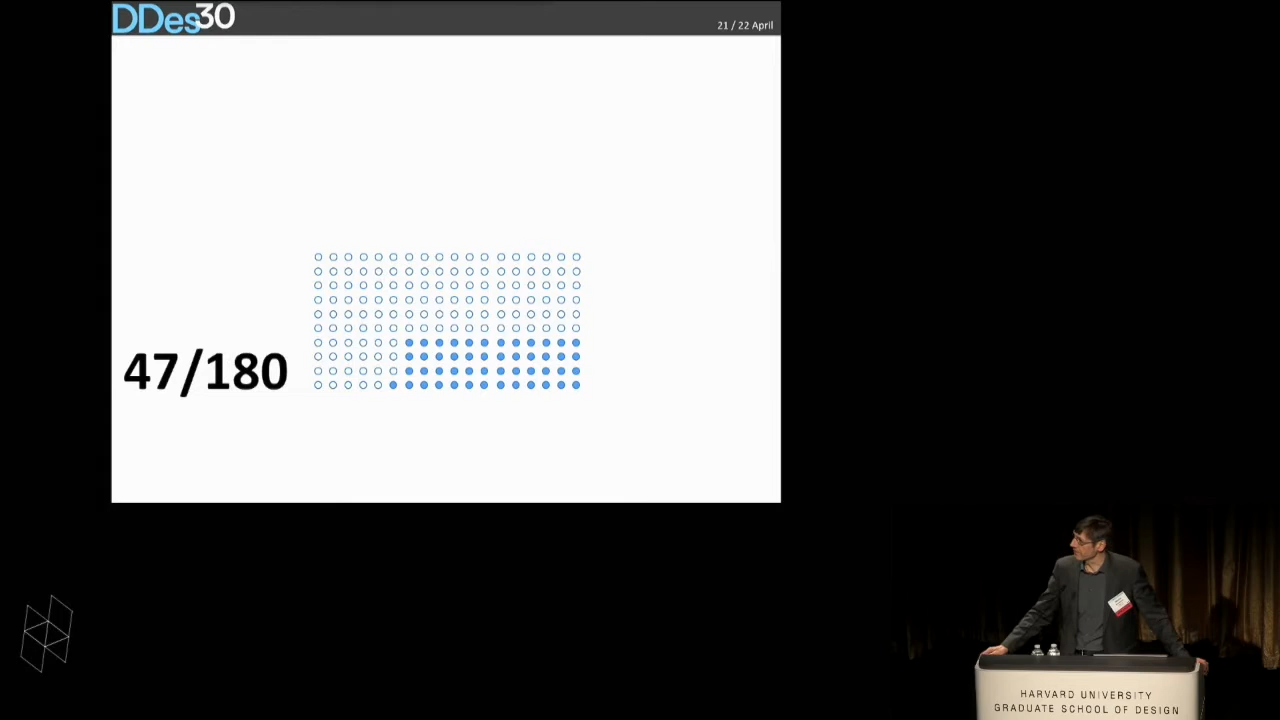 DDes30
21 / 22 April
47/180
HARVARD UNIVERSITY
GRADUATE SCHOOL OF DESIGN